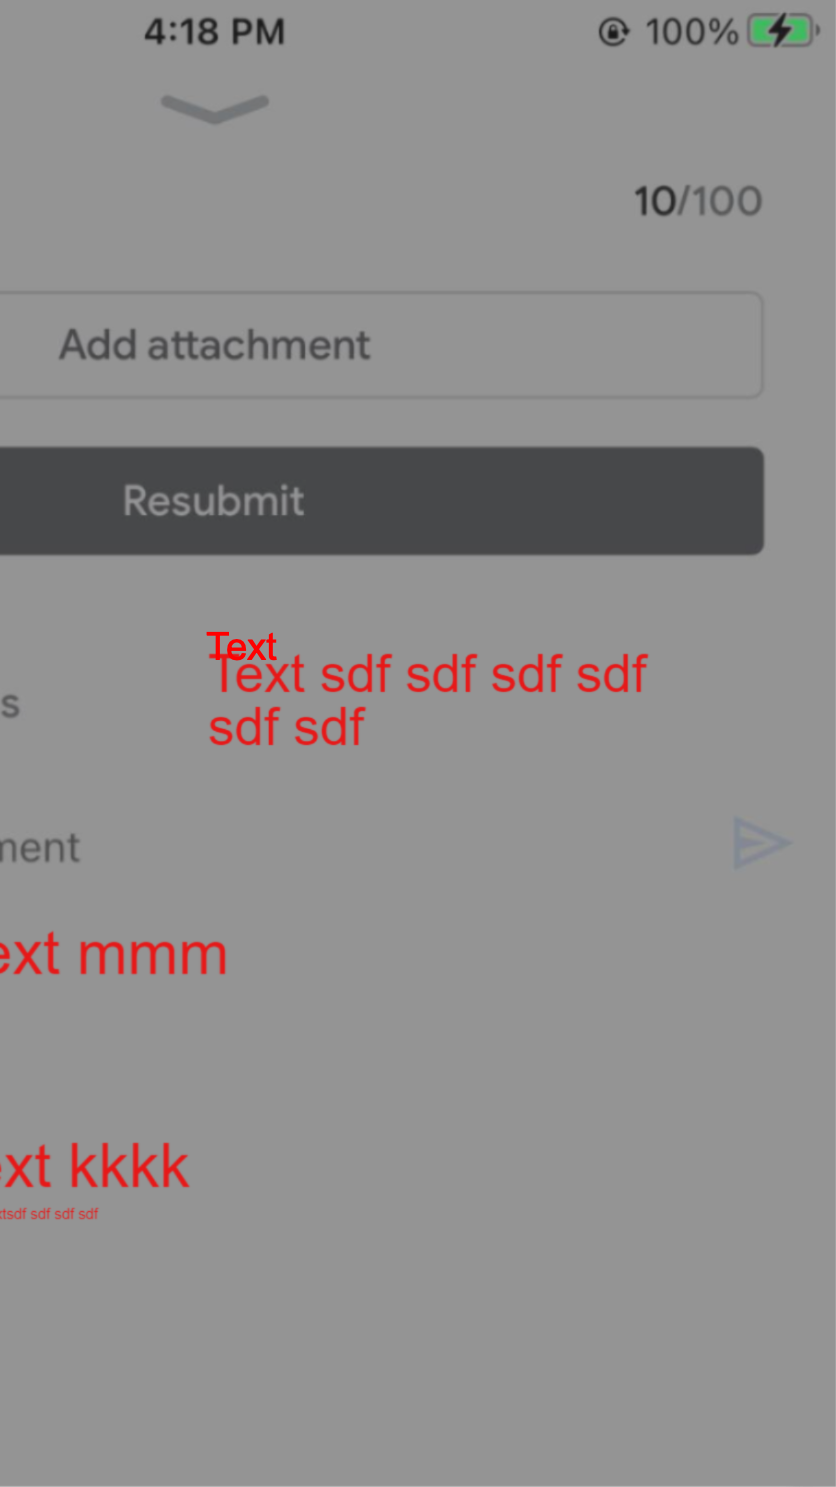 4:18 PM 100%
10/100
Add attachment
Resubmit
Text
Text sdf sdf sdf sdf
sdf sdf
s
ment
ext mmm
ext kkkk
xtsdf sdf sdf sdf